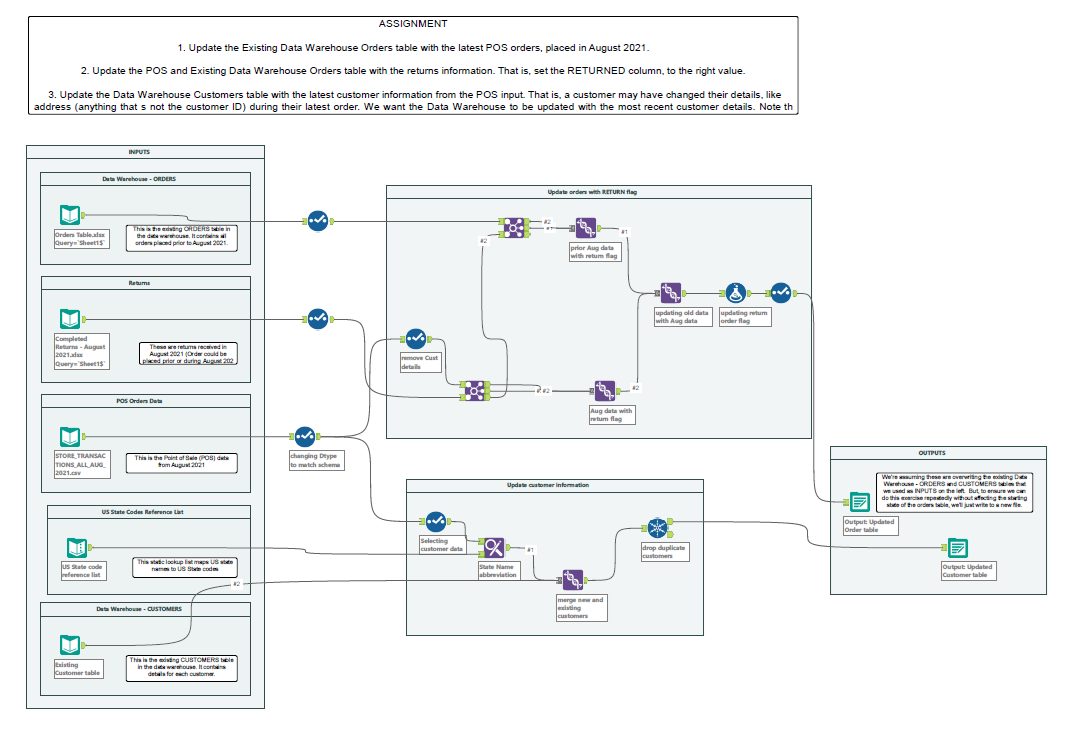 ASSIGNMENT
1. Update the Existing Data Warehouse Orders table with the latest POS orders, placed in August 2021.
2. Update the POS and Existing Data Warehouse Orders table with the returns information. That is, set the RETURNED column, to the right value.
3. Update the Data Warehouse Customers table with the latest customer information from the POS input. That is, a customer may have changed their details, like
address (anything that s not the customer ID) during their latest order. We want the Data Warehouse to be updated with the most recent customer details. Note th
INPUTS
Data Warehouse - ORDERS
Orders Table.xlsx
Query=`Sheet1$`
This is the existing ORDERS table in
the data warehouse. It contains all
orders placed prior to August 2021.
Returns
Completed
Returns - August
2021.xlsx
Query=`Sheet1$`
These are returns received in
August 2021 (Order could be
placed prior or during August 202
POS Orders Data
STORE_TRANSAC
TIONS_ALL_AUG_
2021.csv
This is the Point of Sale (POS) data
from August 2021
changing Dtype
to match schema
US State Codes Reference List
US State code
reference list
This static lookup list maps US state
names to US State codes
#2
Data Warehouse - CUSTOMERS
Existing
Customer table
This is the existing CUSTOMERS table
in the data warehouse. It contains
details for each customer.
Update orders with RETURN flag
#2
#1
#2
prior Aug data
with return flag
#1
updating old data
with Aug data
updating return
order flag
remove Cust
details
#2
Aug data with
return flag
#2
Update customer information
Selecting
customer data
State Name
abbreviation
#1
merge new and
existing
customers
drop duplicate
customers
OUTPUTS
We're assuming these are overwriting the existing Data
Warehouse - ORDERS and CUSTOMERS tables that
we used as INPUTS on the left. But, to ensure we can
do this exercise repeatedly without affecting the starting
state of the orders table, we'll just write to a new file.
Output: Updated
Order table
Output: Updated
Customer table